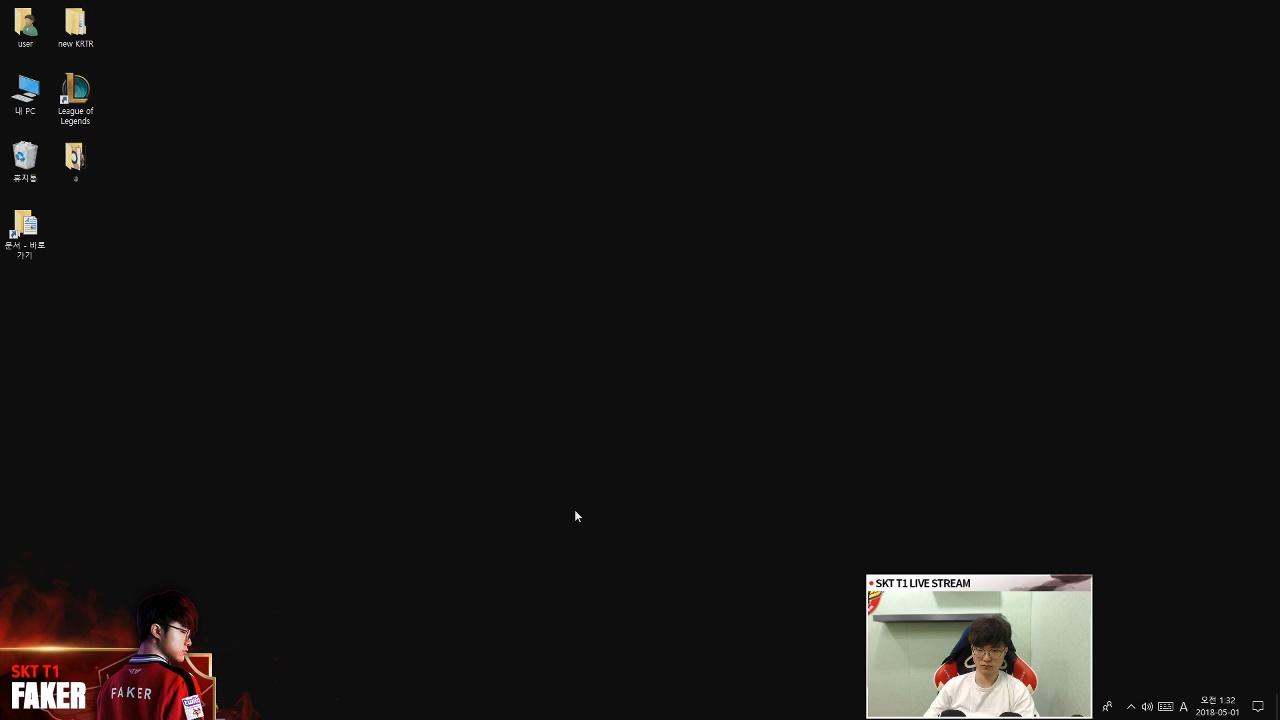 user
new KRTR
내 PC
League of
Legends
휴지통
a
문서 - 바로
가기
SKT T1 LIVE STREAM
SKT T1
FAKER
FAKER
A
오전 1:32
2018-05-01